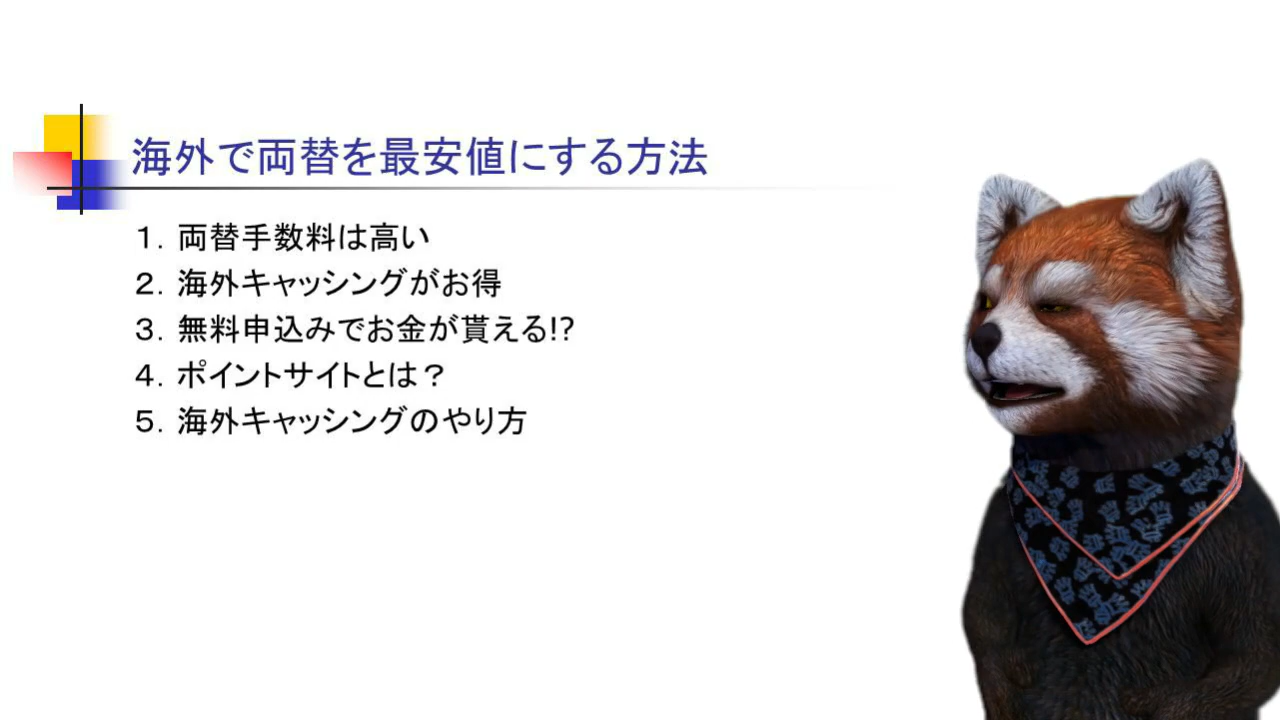 海外で両替を最安値にする方法
1. 両替手数料は高い
2. 海外キャッシングがお得
3. 無料申込みでお金が貰える!?
4. ポイントサイトとは？
5. 海外キャッシングのやり方